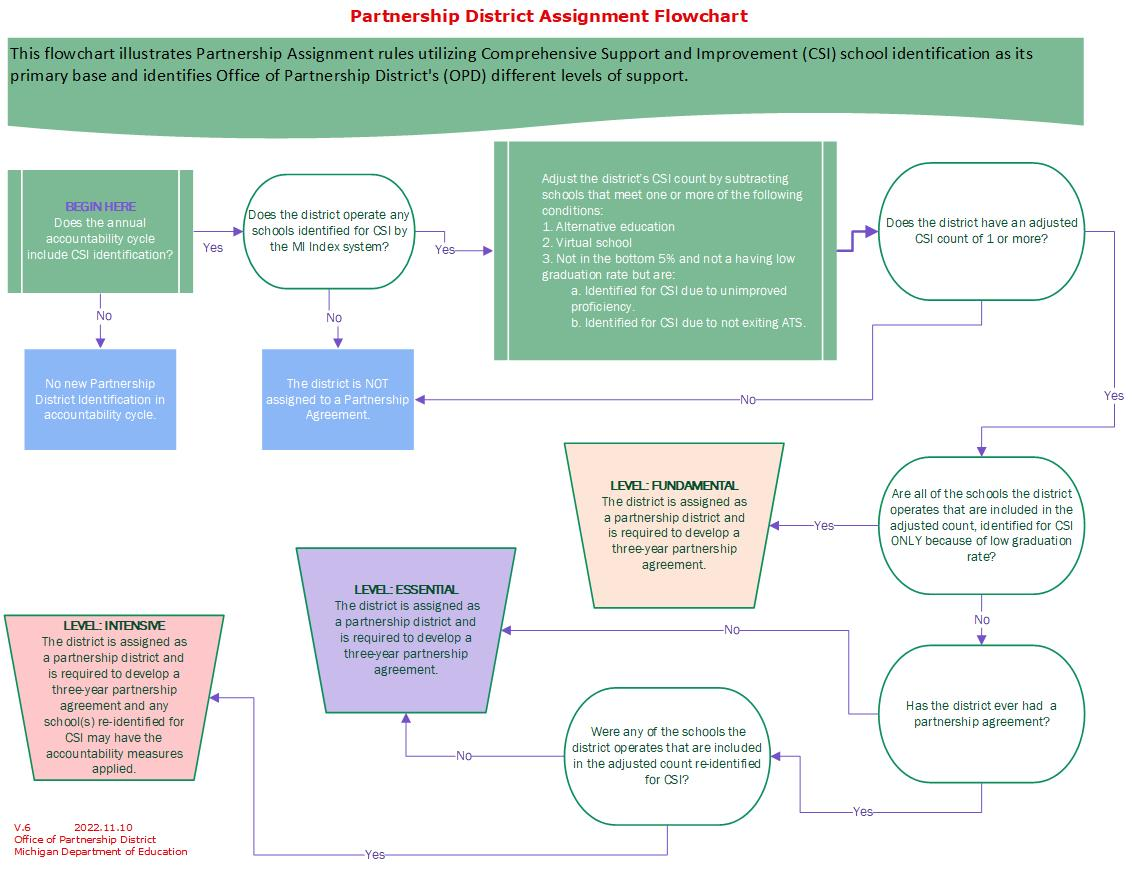 Partnership District Assignment Flowchart
This flowchart illustrates Partnership Assignment rules utilizing Comprehensive Support and Improvement (CSI) school identification as its
primary base and identifies Office of Partnership District's (OPD) different levels of support.
BEGIN HERE
Does the annual
accountability cycle
include CSI identification?
Yes
No
No new Partnership
District Identification in
accountability cycle.
Does the district operate any
schools identified for CSI by
the MI Index system?
Yes
No
The district is NOT
assigned to a Partnership
Agreement.
Adjust the district's CSI count by subtracting
schools that meet one or more of the following
conditions:
1. Alternative education
2. Virtual school
3. Not in the bottom 5% and not a having low
graduation rate but are:
a. Identified for CSI due to unimproved
proficiency.
b. Identified for CSI due to not exiting ATS.
Does the district have an adjusted
CSI count of 1 or more?
No
Yes
Are all of the schools the district
operates that are included in the
adjusted count, identified for CSI
ONLY because of low graduation
rate?
Yes
No
LEVEL: FUNDAMENTAL
The district is assigned as
a partnership district and
is required to develop a
three-year partnership
agreement.
Has the district ever had a
partnership agreement?
No
Yes
LEVEL: ESSENTIAL
The district is assigned as
a partnership district and
is required to develop a
three-year partnership
agreement.
Were any of the schools the
district operates that are included
in the adjusted count re-identified
for CSI?
No
Yes
LEVEL: INTENSIVE
The district is assigned as
a partnership district and
is required to develop a
three-year partnership
agreement and any
school(s) re-identified for
CSI may have the
accountability measures
applied.
V.6 2022.11.10
Office of Partnership District
Michigan Department of Education